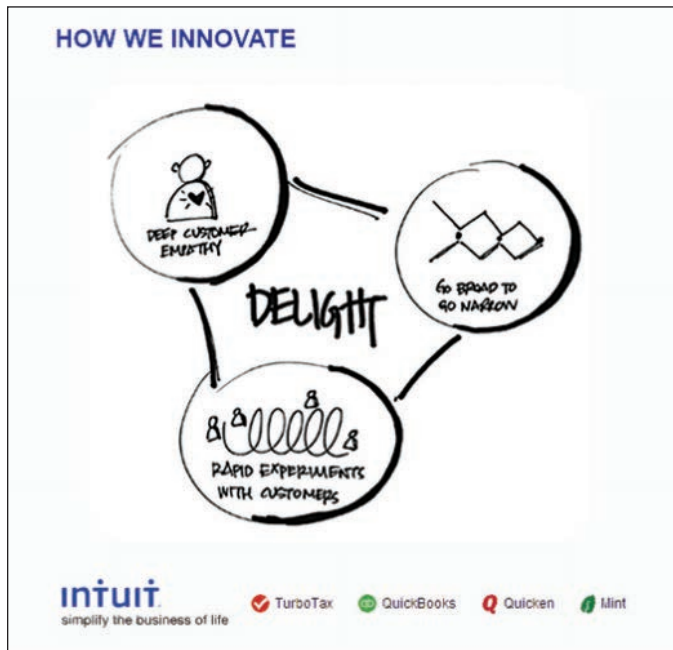 HOW WE INNOVATE
DEEP CUSTOMER
EMPATHY
GO BROAD TO
GO NARROW
DELIGHT
RAPID EXPERIMENTS
WITH CUSTOMERS
intuit
simplify the business of life
TurboTax
QuickBooks
Quicken
Mint